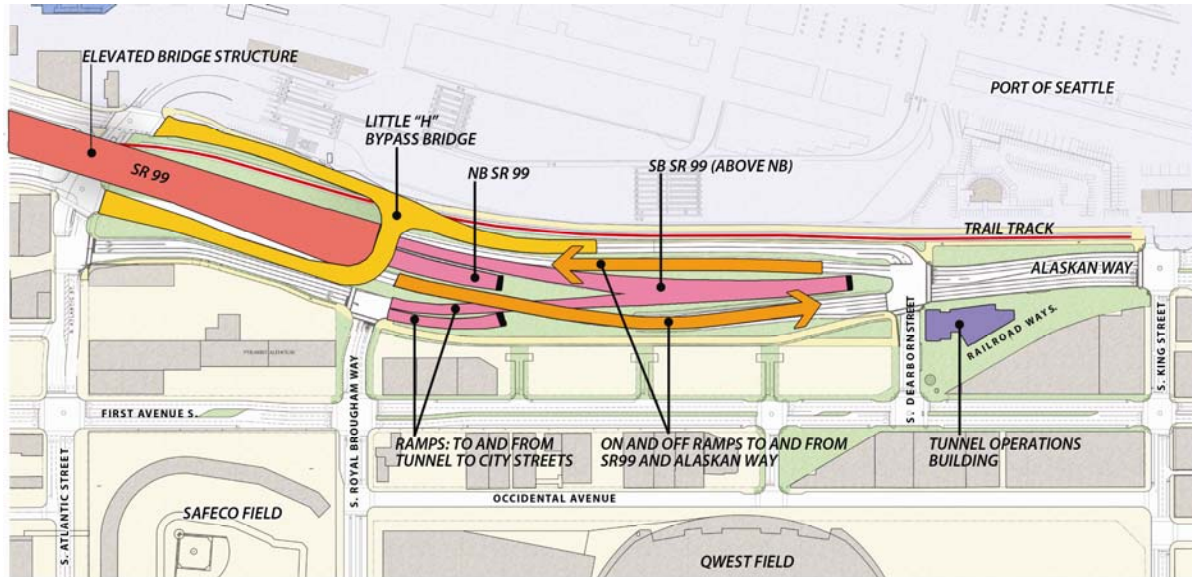 ELEVATED BRIDGE STRUCTURE
PORT OF SEATTLE
LITTLE “H”
BYPASS BRIDGE
NB SR 99
SB SR 99 (ABOVE NB)
SR 99
TRAIL TRACK
ALASKAN WAY
RAILROAD WAY S.
S. DEARBORN STREET
S. KING STREET
FIRST AVENUE S.
S. ROYAL BROUGHAM WAY
RAMPS: TO AND FROM
TUNNEL TO CITY STREETS
ON AND OFF RAMPS TO AND FROM
SR99 AND ALASKAN WAY
TUNNEL OPERATIONS
BUILDING
S. ATLANTIC STREET
OCCIDENTAL AVENUE
SAFECO FIELD
QWEST FIELD